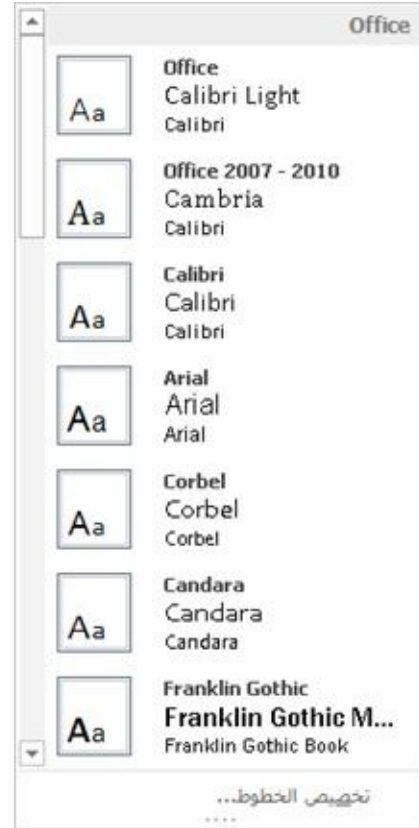 Office
Aa
Office
Calibri Light
Calibri
Aa
Office 2007 - 2010
Cambria
Calibri
Aa
Calibri
Calibri
Calibri
Aa
Arial
Arial
Arial
Aa
Corbel
Corbel
Corbel
Aa
Candara
Candara
Candara
Aa
Franklin Gothic
Franklin Gothic M...
Franklin Gothic Book
تخصيص الخطوط...